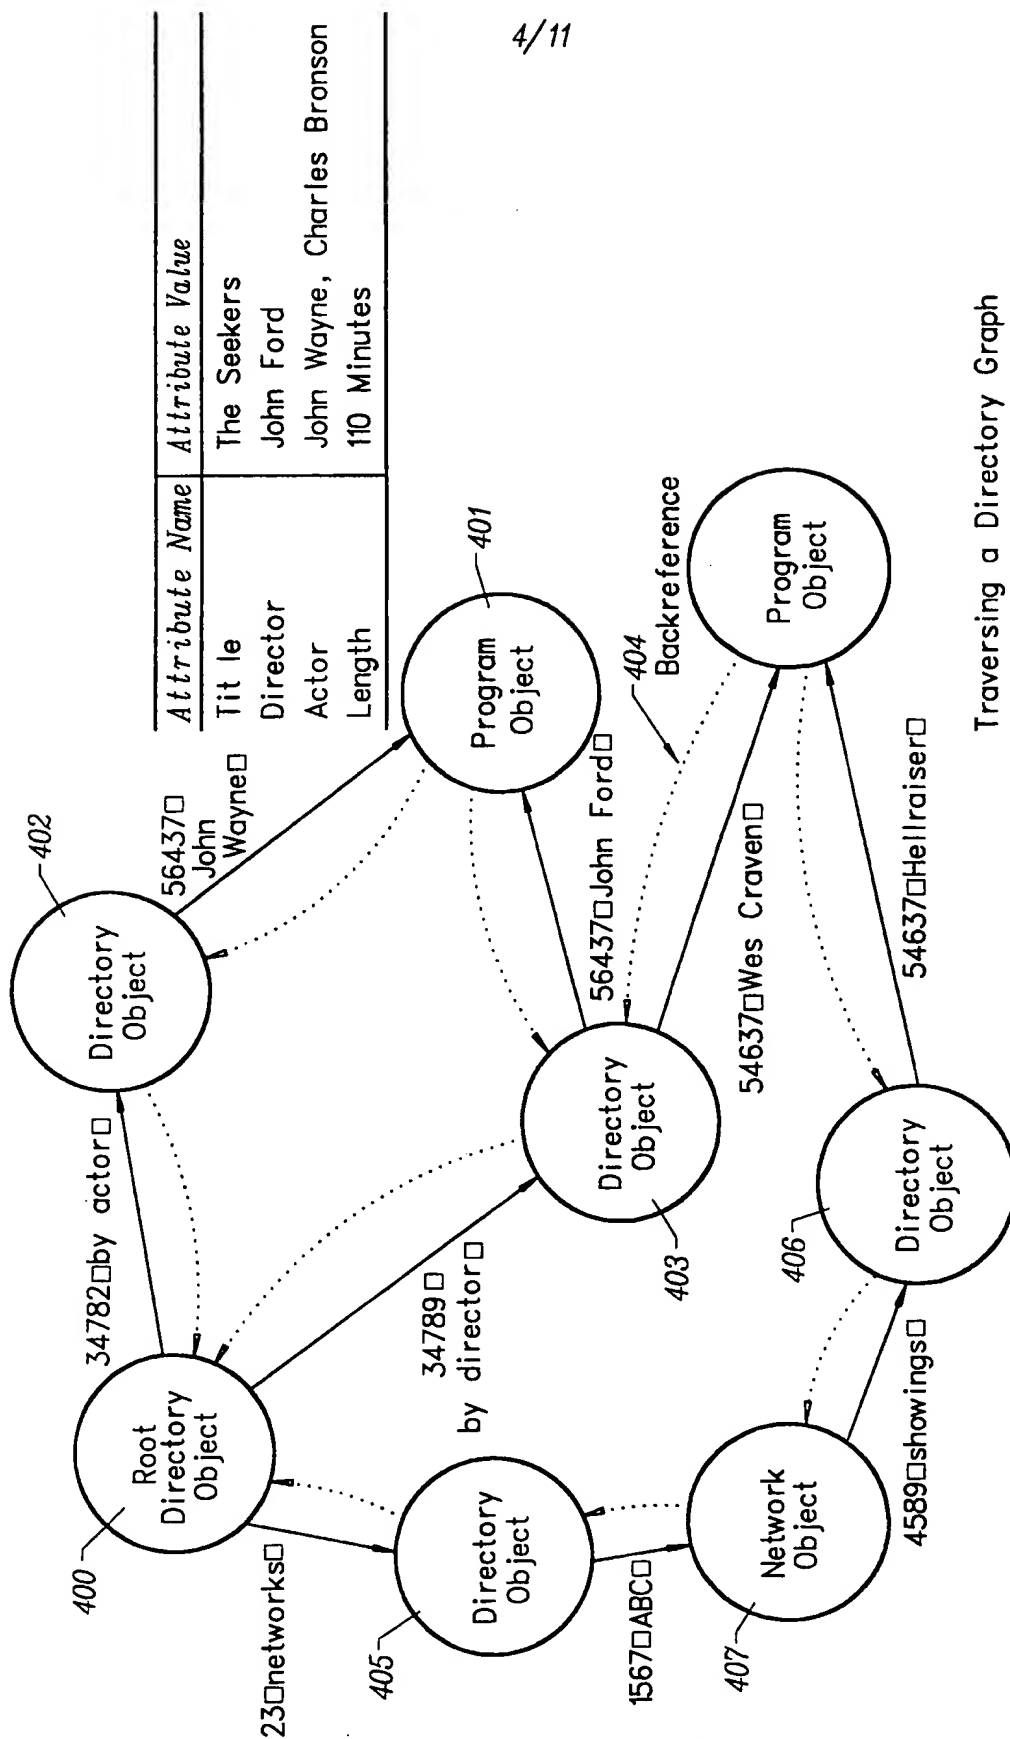 4/11
Attribute Name Attribute Value
Tit le The Seekers
Director John Ford
Actor John Wayne, Charles Bronson
Length 110 Minutes
402
Directory
Object
56437□
John
Wayne□
401
Program
Object
34782□by actor□
400
Root
Directory
Object
34789□
by director□
403
Directory
Object
56437□John Ford□
404
Backreference
Program
Object
54637□Wes Craven□
23□networks□
405
Directory
Object
1567□ABC□
407
Network
Object
4589□showings□
406
Directory
Object
54637□Hellraiser□
Traversing a Directory Graph